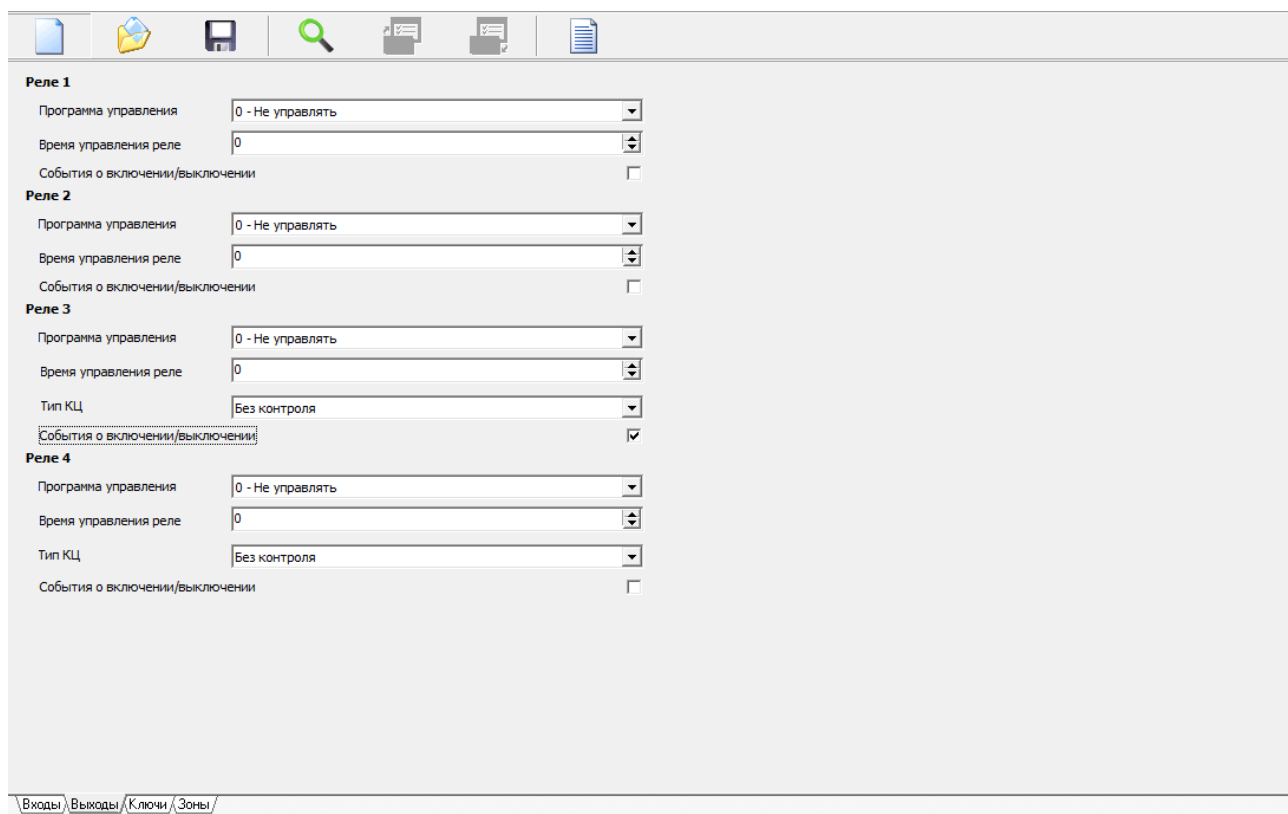 Реле 1
Программа управления 0 - Не управлять
Время управления реле 0
События о включении/выключении
Реле 2
Программа управления 0 - Не управлять
Время управления реле 0
События о включении/выключении
Реле 3
Программа управления 0 - Не управлять
Время управления реле 0
Тип КЦ Без контроля
События о включении/выключении
Реле 4
Программа управления 0 - Не управлять
Время управления реле 0
Тип КЦ Без контроля
События о включении/выключении
Входы Выходы Ключи Зоны